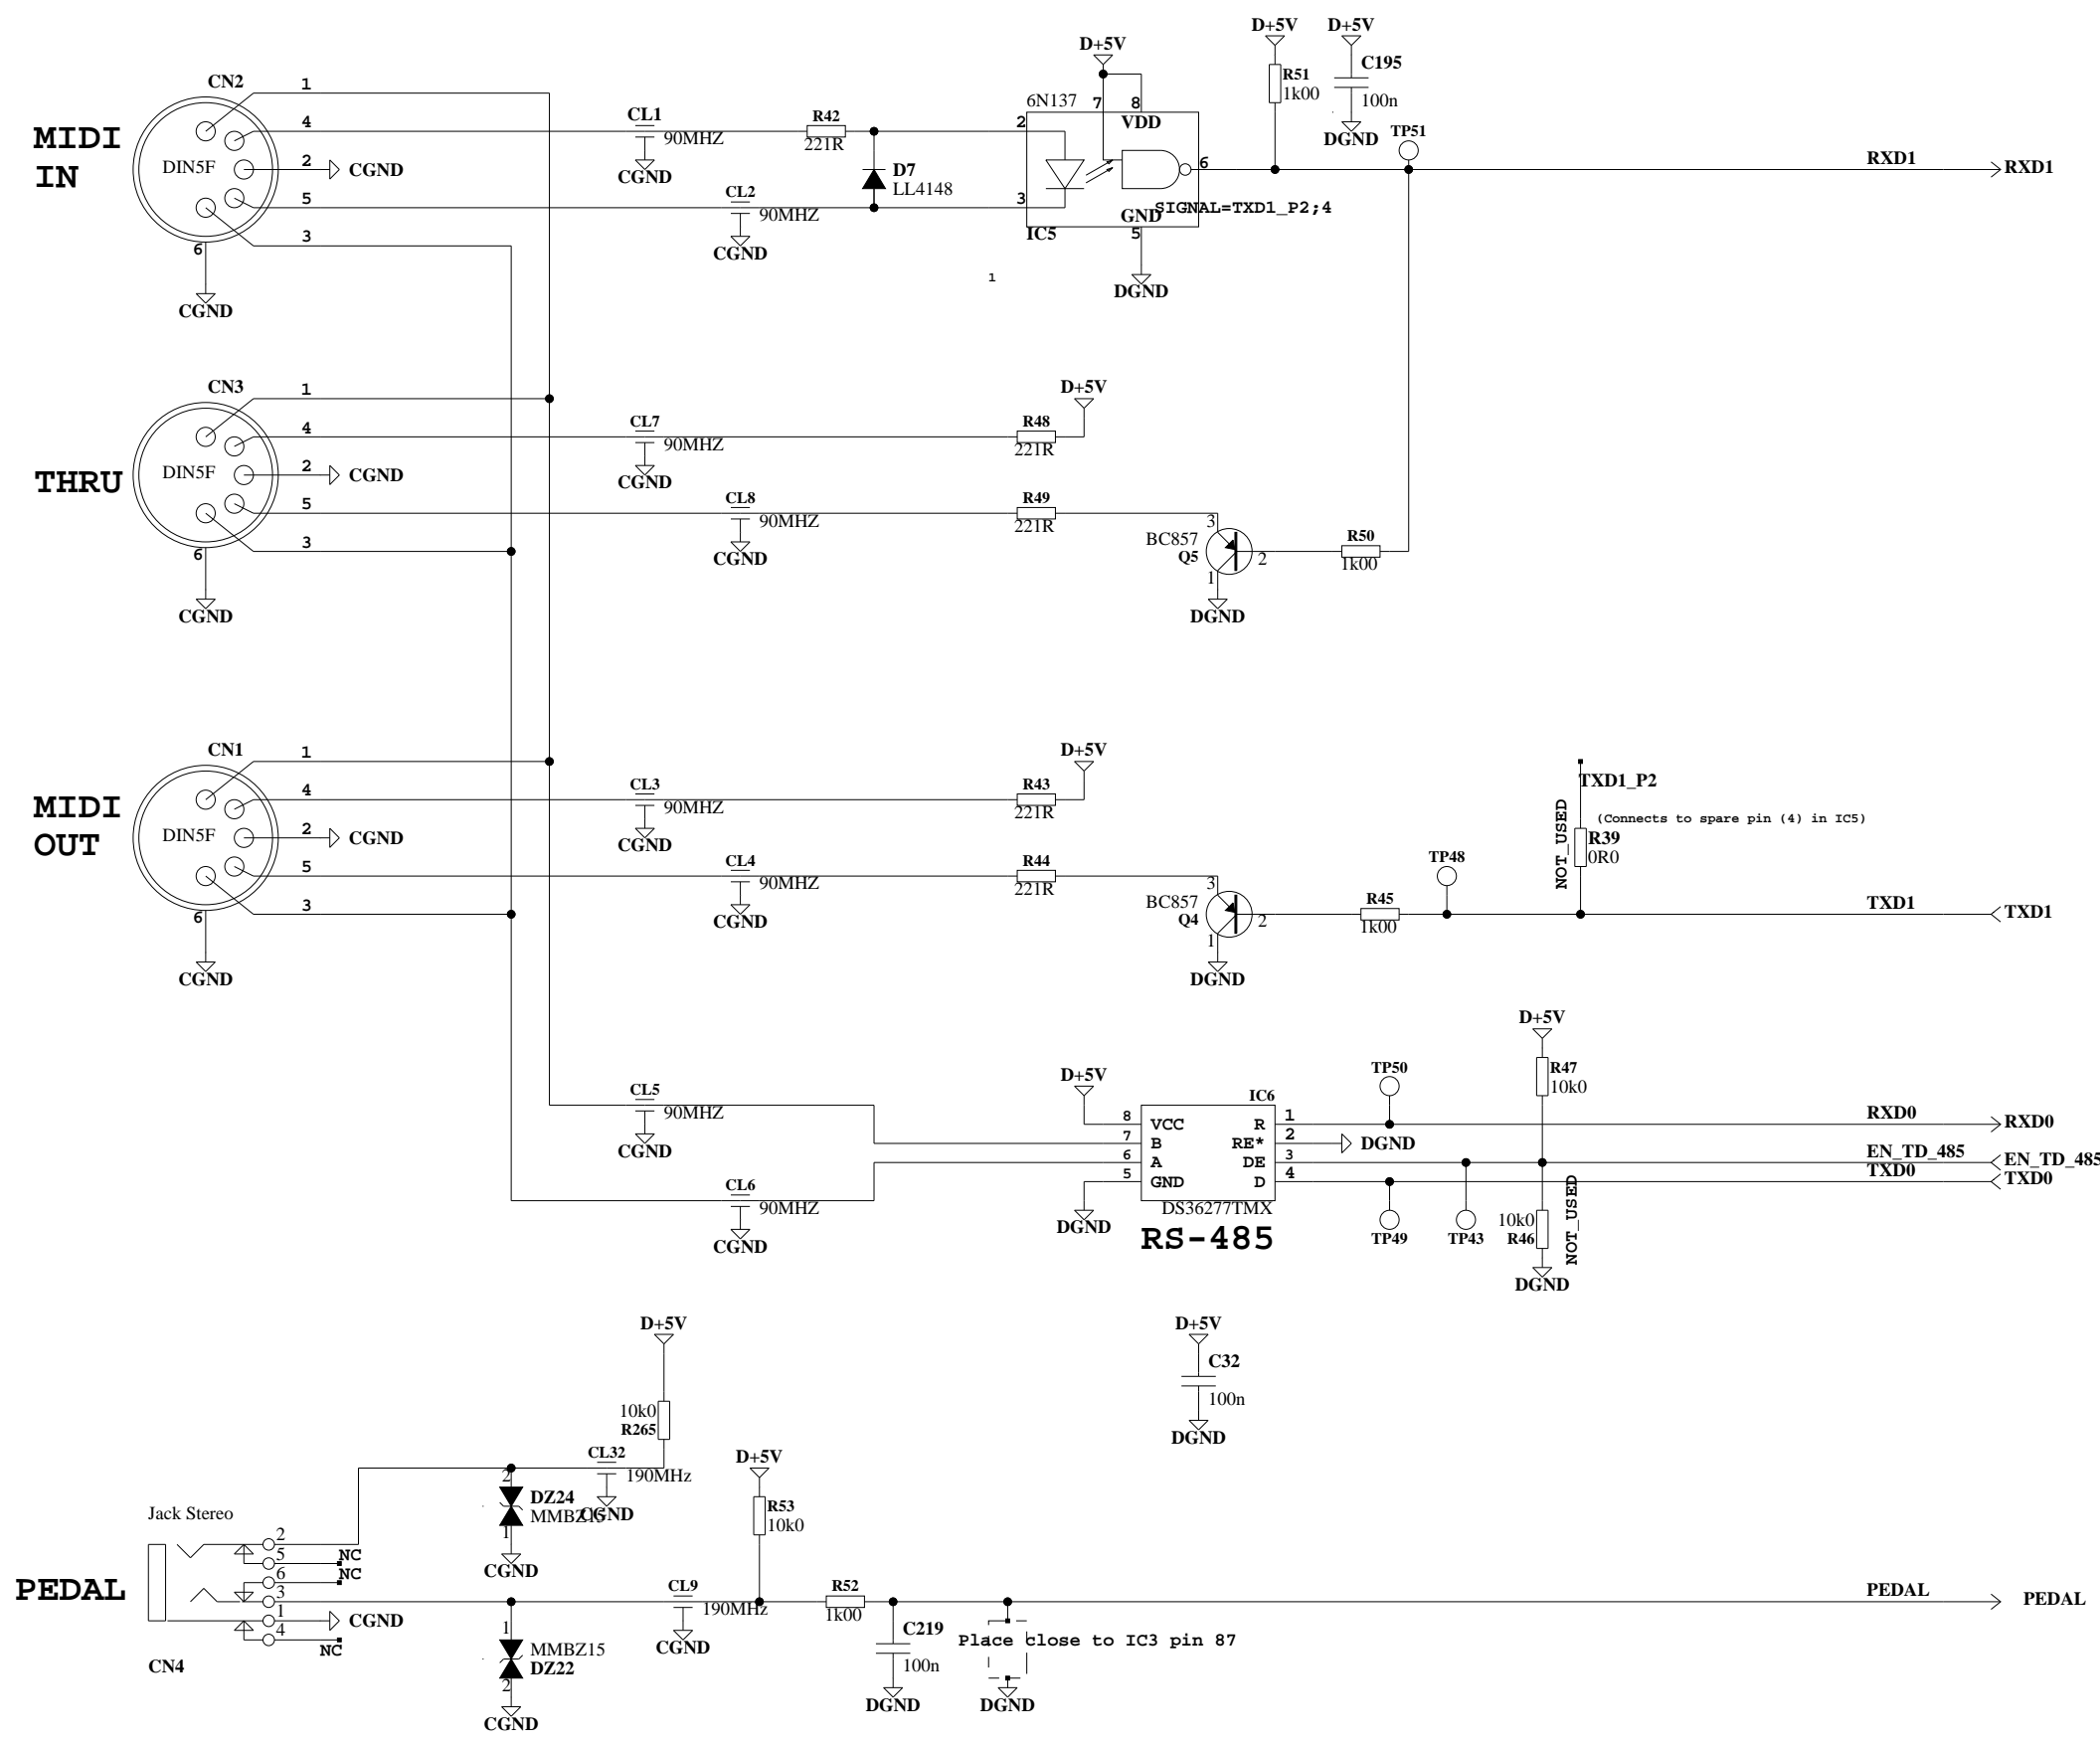 D+5V
D+5V
D+5V
C195
100n
DGND
R51
1k00
TP51
CN2
1
4
2
5
3
6
MIDI
IN
DIN5F
CGND
CGND
CL1
90MHZ
CGND
CL2
90MHZ
CGND
R42
221R
D7
LL4148
6N137
7
8
VDD
2
3
6
GND
SIGNAL=TXD1_P2;4
IC5
5
DGND
1
RXD1
RXD1
CN3
1
4
2
5
3
6
THRU
DIN5F
CGND
CGND
CL7
90MHZ
CGND
CL8
90MHZ
CGND
D+5V
R48
221R
R49
221R
3
BC857
Q5
2
1
DGND
R50
1k00
CN1
1
4
2
5
3
6
MIDI
OUT
DIN5F
CGND
CGND
CL3
90MHZ
CGND
CL4
90MHZ
CGND
D+5V
R43
221R
R44
221R
3
BC857
Q4
2
1
DGND
R45
1k00
TP48
TXD1_P2
(Connects to spare pin (4) in IC5)
NOT_USED
R39
0R0
TXD1
TXD1
CL5
90MHZ
CGND
CL6
90MHZ
CGND
D+5V
IC6
8
7
6
5
VCC
B
A
GND
R
RE*
DE
D
1
2
3
4
DGND
DS36277TMX
RS-485
DGND
TP50
TP49
TP43
D+5V
R47
10k0
10k0
R46
NOT_USED
DGND
RXD0
RXD0
EN_TD_485
EN_TD_485
TXD0
TXD0
D+5V
C32
100n
DGND
D+5V
10k0
R265
CL32
190MHz
CGND
2
DZ24
MMBZ15
1
CGND
Jack Stereo
2
5
6
3
1
4
NC
NC
CGND
NC
PEDAL
CN4
1
MMBZ15
DZ22
2
CGND
CL9
190MHz
CGND
D+5V
R53
10k0
R52
1k00
C219
100n
DGND
Place close to IC3 pin 87
DGND
PEDAL
PEDAL